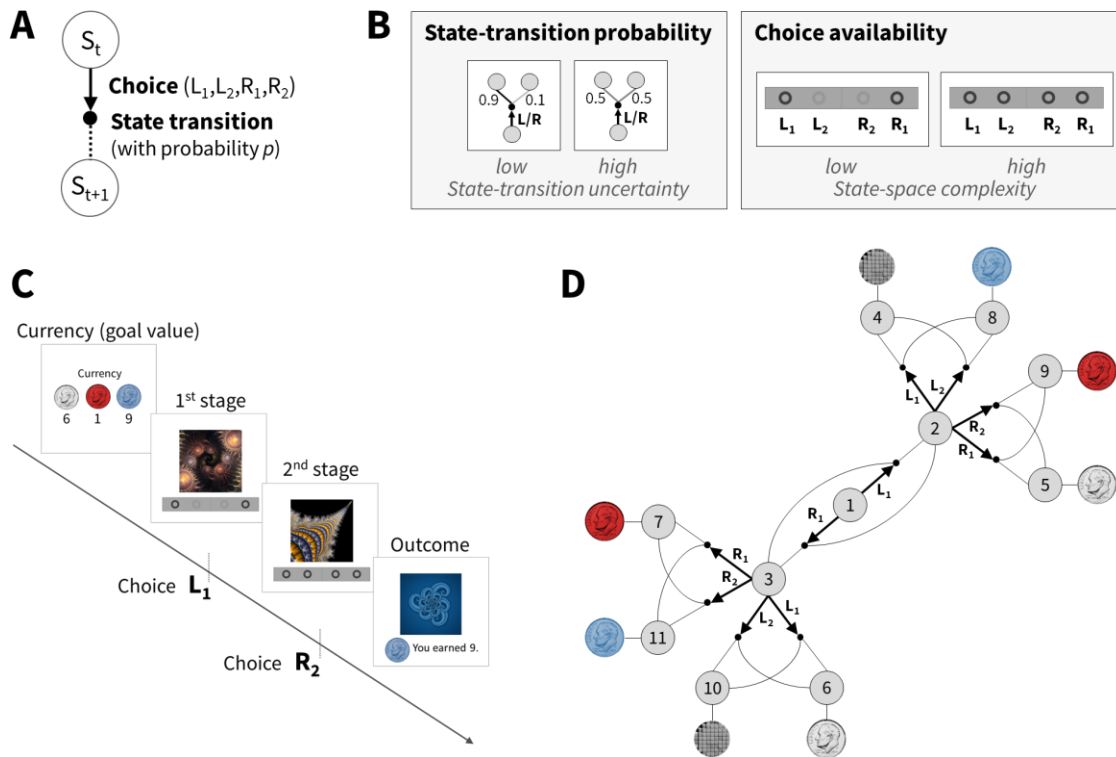 A
S_t
Choice (L₁,L₂,R₁,R₂)
State transition
(with probability p)
S_{t+1}
B
State-transition probability
0.9 0.1
L/R
0.5 0.5
L/R
low high
State-transition uncertainty
Choice availability
L₁ L₂ R₂ R₁
L₁ L₂ R₂ R₁
low high
State-space complexity
C
Currency (goal value)
Currency
6 1 9
1st stage
2nd stage
Outcome
You earned 9.
Choice L₁
Choice R₂
D
4
8
9
L₁
L₂
2
R₂
R₁
5
1
L₁
R₁
7
R₁
R₂
3
11
L₂
L₁
10
6